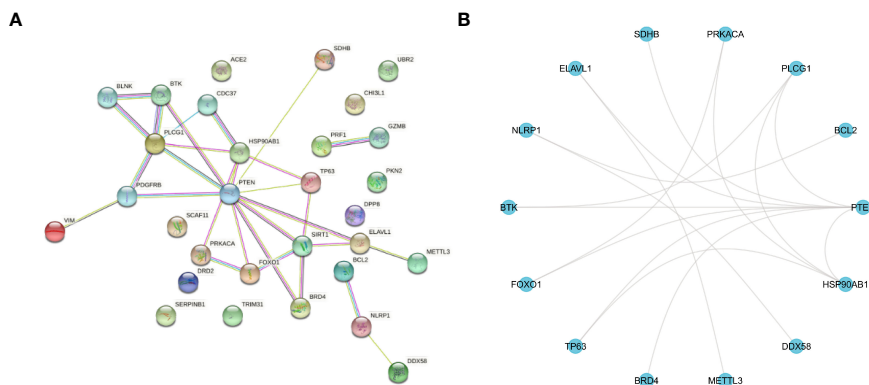 A
B
SDHB
UBR2
ACE2
BTK
BLNK
CDC37
CHI3L1
GZMB
PRF1
PLCG1
HSP90AB1
TP63
PKN2
PTEN
PDGFRB
DPP8
VIM
SCAF11
ELAVL1
SIRT1
METTL3
PRKACA
BCL2
FOXO1
DRD2
BRD4
SERPINB1
TRIM31
NLRP1
DDX58
SDHB
PRKACA
ELAVL1
PLCG1
NLRP1
BCL2
BTK
PTE
FOXO1
HSP90AB1
TP63
DDX58
BRD4
METTL3